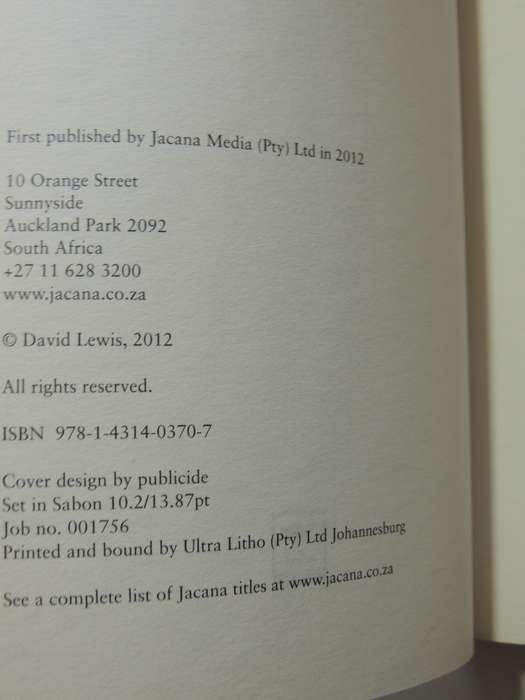 First published by Jacana Media (Pty) Ltd in 2012
10 Orange Street
Sunnyside
Auckland Park 2092
South Africa
+27 11 628 3200
www.jacana.co.za
© David Lewis, 2012
All rights reserved.
ISBN 978-1-4314-0370-7
Cover design by publicide
Set in Sabon 10.2/13.87pt
Job no. 001756
Printed and bound by Ultra Litho (Pty) Ltd Johannesburg
See a complete list of Jacana titles at www.jacana.co.za